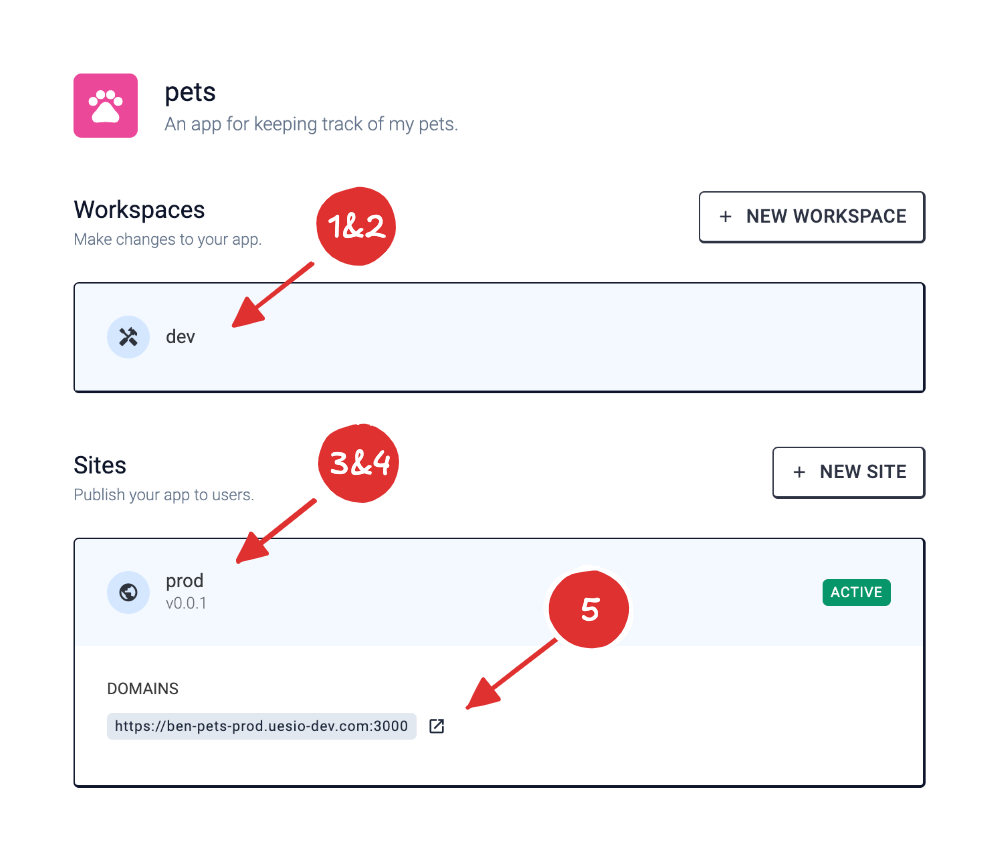 pets
An app for keeping track of my pets.
Workspaces
Make changes to your app.
1&2
+ NEW WORKSPACE
dev
Sites
Publish your app to users.
3&4
+ NEW SITE
prod
v0.0.1
5
ACTIVE
DOMAINS
https://ben-pets-prod.uesio-dev.com:3000